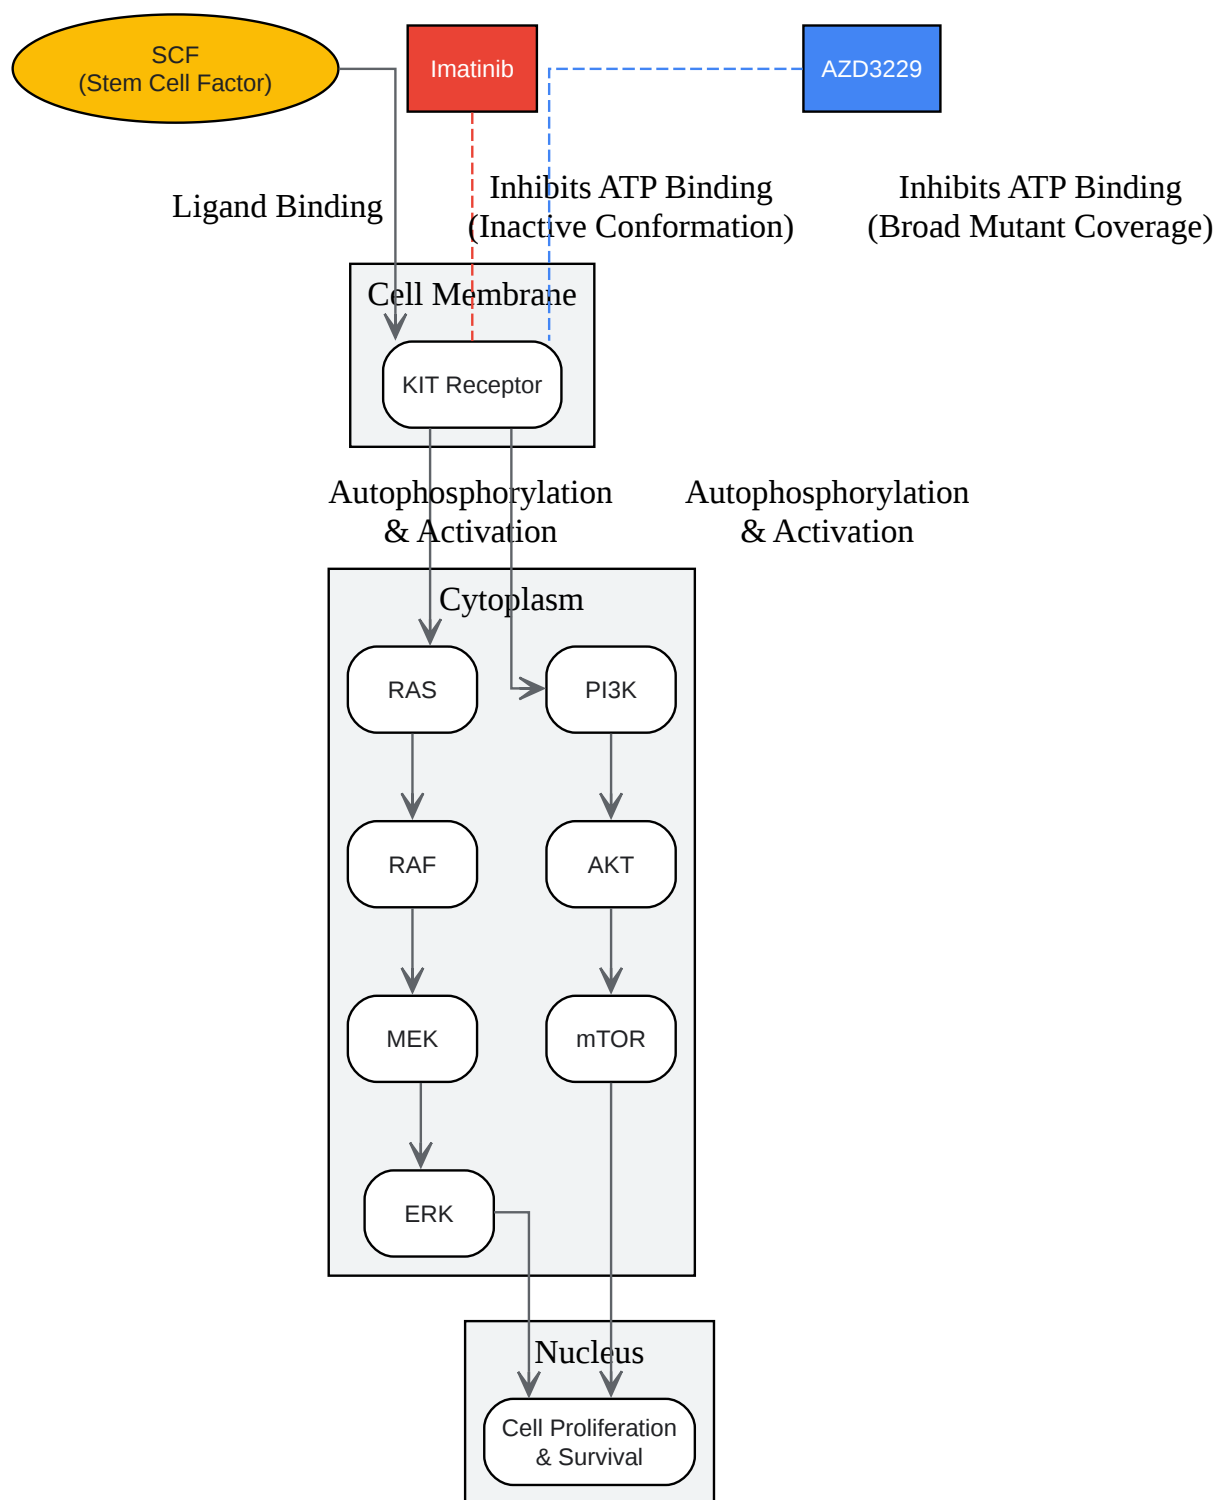 SCF
(Stem Cell Factor)
Imatinib
AZD3229
Ligand Binding
Inhibits ATP Binding
(Inactive Conformation)
Inhibits ATP Binding
(Broad Mutant Coverage)
Cell Membrane
KIT Receptor
Autophosphorylation
& Activation
Autophosphorylation
& Activation
Cytoplasm
RAS
PI3K
RAF
AKT
MEK
mTOR
ERK
Nucleus
Cell Proliferation
& Survival